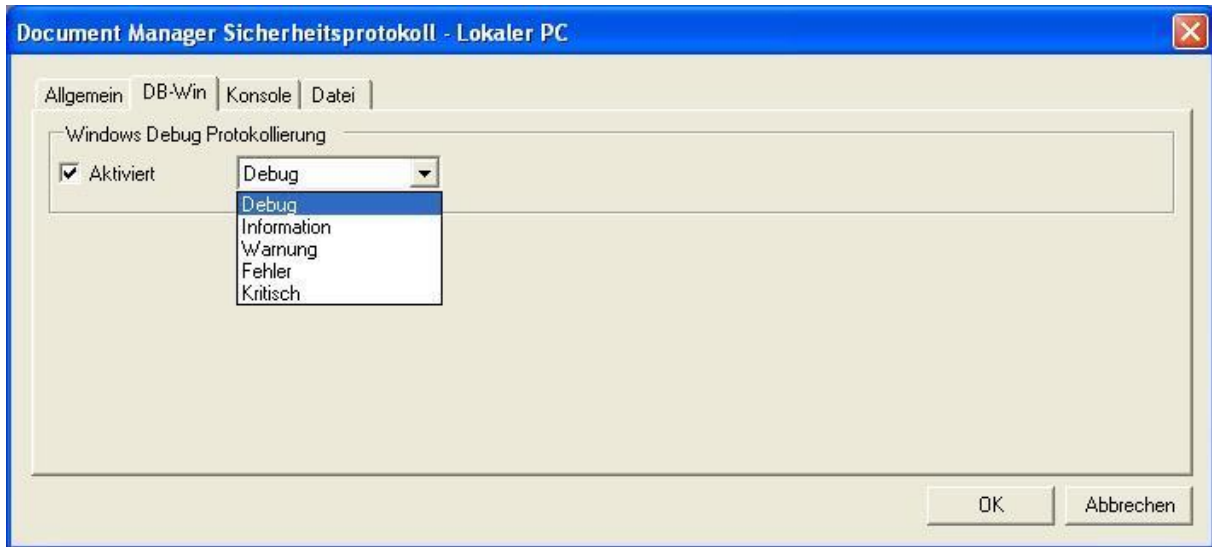 Document Manager Sicherheitsprotokoll - Lokaler PC
Allgemein DB-Win Konsole Datei
Windows Debug Protokollierung
Aktiviert Debug
Debug
Information
Warnung
Fehler
Kritisch
OK Abbrechen